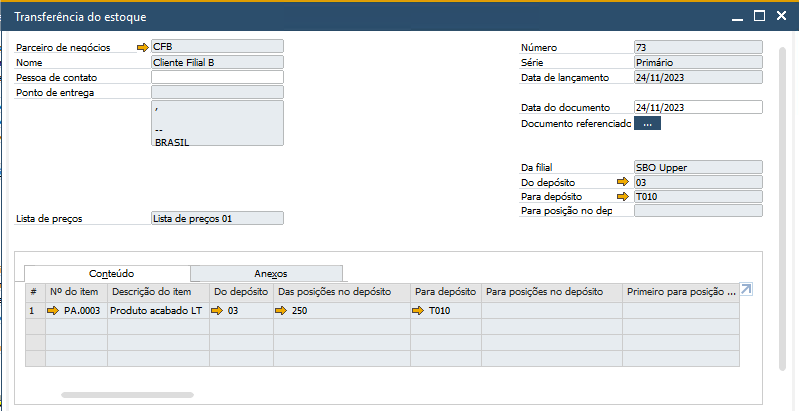 Transferência do estoque
Parceiro de negócios CFB
Nome Cliente Filial B
Pessoa de contato
Ponto de entrega
,
--
BRASIL
Lista de preços Lista de preços 01
Número 73
Série Primário
Data de lançamento 24/11/2023
Data do documento 24/11/2023
Documento referenciado ...
Da filial SBO Upper
Do depósito 03
Para depósito T010
Para posição no dep
Conteúdo Anexos
# Nº do item Descrição do item Do depósito Das posições no depósito Para depósito Para posições no depósito Primeiro para posição ...
1 PA.0003 Produto acabado LT 03 250 T010